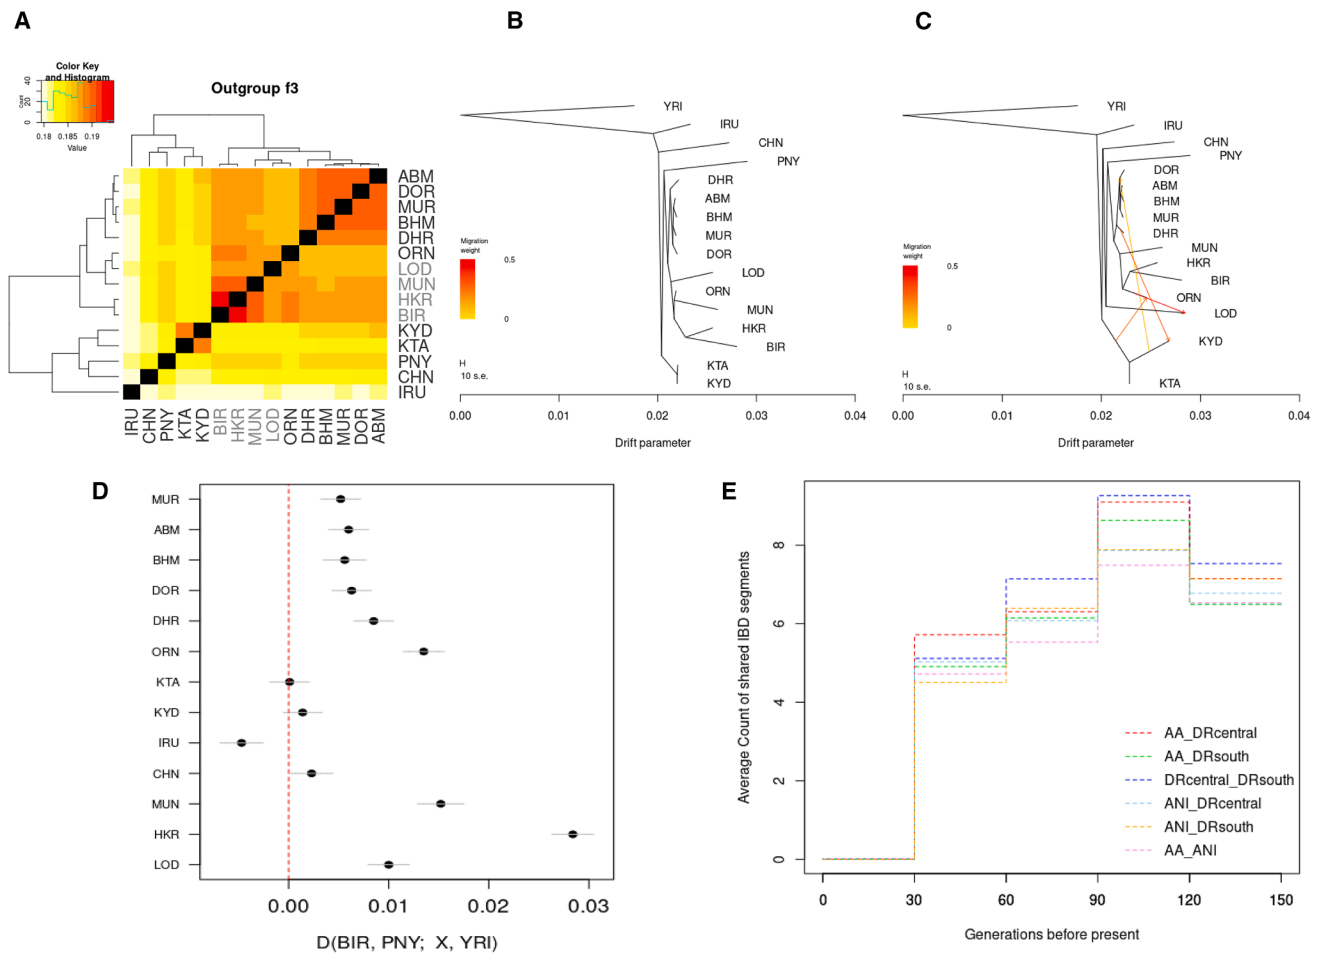 A
B
C
Color Key
and Histogram
Count
0 20 40
0.18 0.185 0.19
Value
Outgroup f3
ABM
DOR
MUR
BHM
DHR
ORN
LOD
MUN
HKR
BIR
KYD
KTA
PNY
CHN
IRU
IRU CHN PNY KTA KYD BIR HKR MUN LOD ORN DHR BHM MUR DOR ABM
YRI
IRU
CHN
PNY
DHR
ABM
BHM
MUR
DOR
LOD
ORN
MUN
HKR
BIR
KTA
KYD
Migration
weight
0.5
0
H
10 s.e.
0.00 0.01 0.02 0.03 0.04
Drift parameter
YRI
IRU
CHN
PNY
DOR
ABM
BHM
MUR
DHR
MUN
HKR
BIR
ORN
LOD
KYD
KTA
Migration
weight
0.5
0
H
10 s.e.
0.00 0.01 0.02 0.03 0.04
Drift parameter
D
MUR
ABM
BHM
DOR
DHR
ORN
KTA
KYD
IRU
CHN
MUN
HKR
LOD
0.00 0.01 0.02 0.03
D(BIR, PNY; X, YRI)
E
Average Count of shared IBD segments
8
6
4
2
0
AA_DRcentral
AA_DRsouth
DRcentral_DRsouth
ANI_DRcentral
ANI_DRsouth
AA_ANI
0 30 60 90 120 150
Generations before present